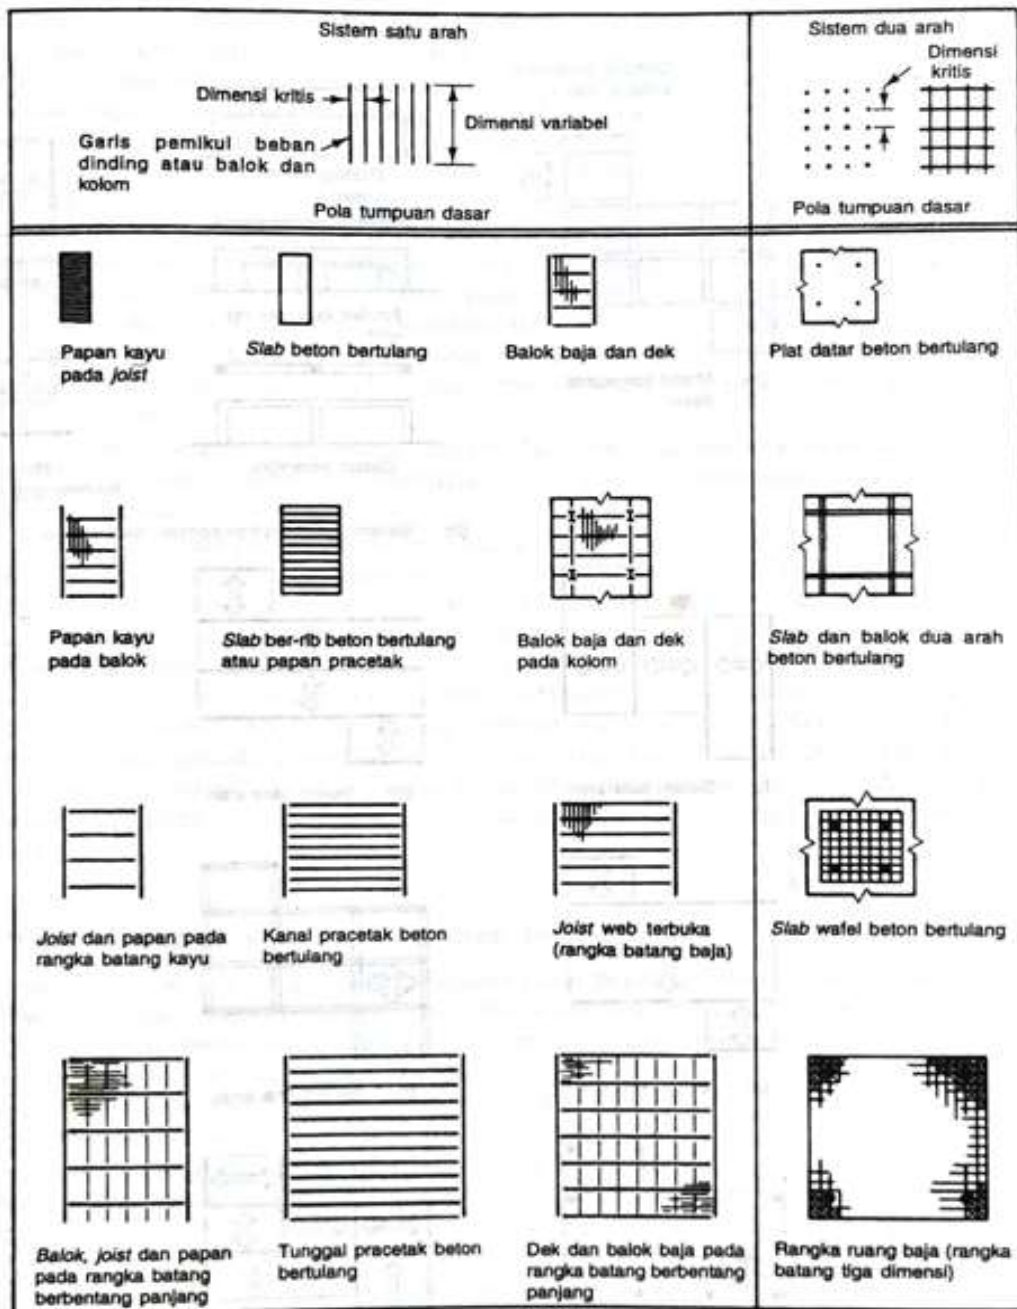 Sistem satu arah
Dimensi kritis
Dimensi variabel
Garis pemikul beban
dinding atau balok dan
kolom
Pola tumpuan dasar
Sistem dua arah
Dimensi
kritis
Pola tumpuan dasar
Papan kayu
pada joist
Slab beton bertulang
Balok baja dan dek
Plat datar beton bertulang
Papan kayu
pada balok
Slab ber-rib beton bertulang
atau papan pracetak
Balok baja dan dek
pada kolom
Slab dan balok dua arah
beton bertulang
Joist dan papan pada
rangka batang kayu
Kanal pracetak beton
bertulang
Joist web terbuka
(rangka batang baja)
Slab wafel beton bertulang
Balok, joist dan papan
pada rangka batang
berbentang panjang
Tunggal pracetak beton
bertulang
Dek dan balok baja pada
rangka batang berbentang
panjang
Rangka ruang baja (rangka
batang tiga dimensi)